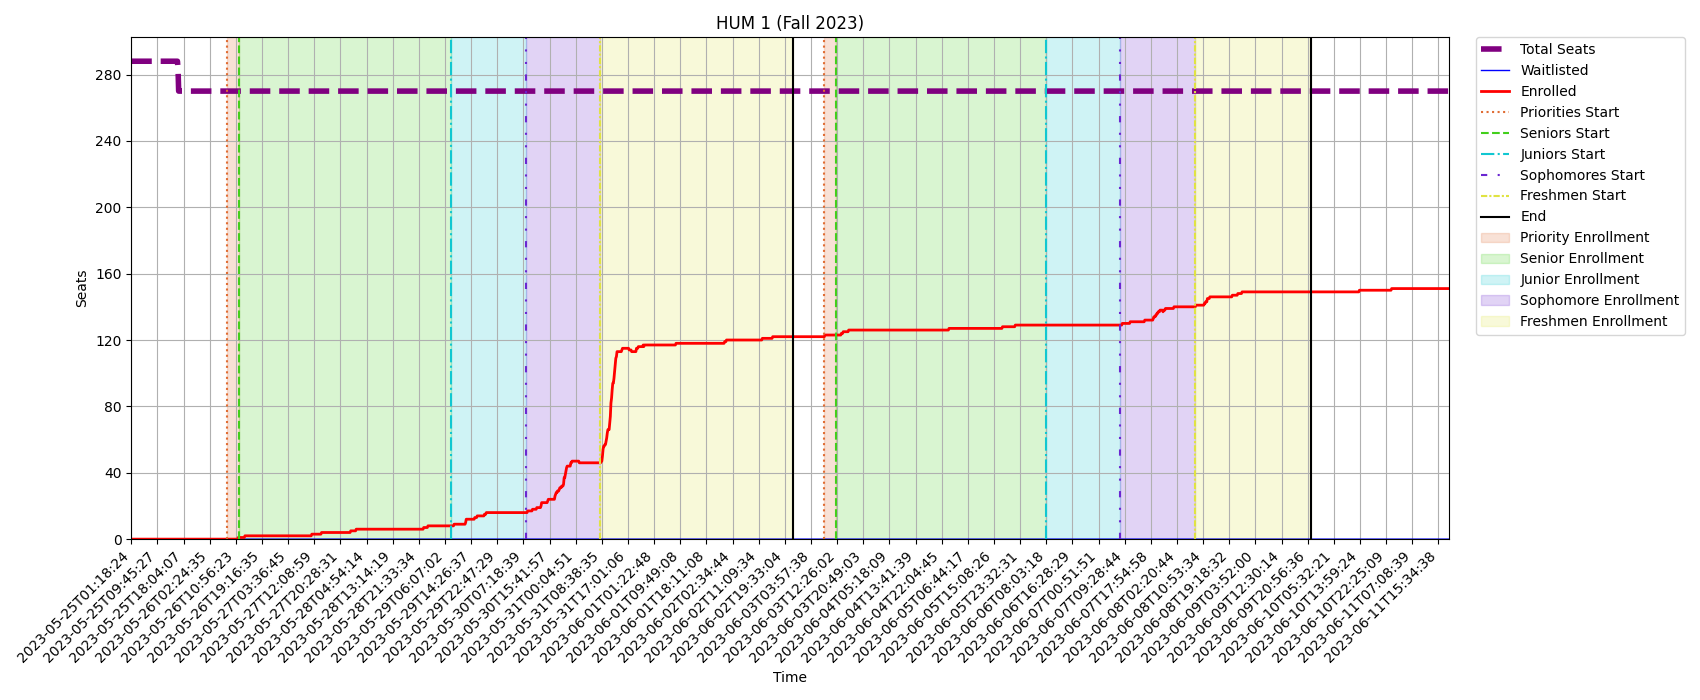 HUM 1 (Fall 2023)
280
240
200
160
120
80
40
0
Seats
2023-05-25T01:18:24
2023-05-25T09:45:27
2023-05-25T18:04:07
2023-05-26T02:24:35
2023-05-26T10:56:23
2023-05-26T19:16:35
2023-05-27T03:36:45
2023-05-27T12:08:59
2023-05-27T20:28:31
2023-05-28T04:54:14
2023-05-28T13:14:19
2023-05-28T21:33:34
2023-05-29T06:07:02
2023-05-29T14:26:37
2023-05-29T22:47:29
2023-05-30T07:18:39
2023-05-30T15:41:57
2023-05-31T00:04:51
2023-05-31T08:38:35
2023-05-31T17:01:06
2023-06-01T01:22:48
2023-06-01T09:49:08
2023-06-01T18:11:08
2023-06-02T02:34:44
2023-06-02T11:09:34
2023-06-02T19:33:04
2023-06-03T03:57:38
2023-06-03T12:26:02
2023-06-03T20:49:03
2023-06-04T05:18:09
2023-06-04T13:41:39
2023-06-04T22:04:45
2023-06-05T06:44:17
2023-06-05T15:08:26
2023-06-05T23:32:31
2023-06-06T08:03:18
2023-06-06T16:28:29
2023-06-07T00:51:51
2023-06-07T09:28:44
2023-06-07T17:54:58
2023-06-08T02:20:44
2023-06-08T10:53:34
2023-06-08T19:18:32
2023-06-09T03:52:00
2023-06-09T12:30:14
2023-06-09T20:56:36
2023-06-10T05:32:21
2023-06-10T13:59:24
2023-06-10T22:25:09
2023-06-11T07:08:39
2023-06-11T15:34:38
Time
Total Seats
Waitlisted
Enrolled
Priorities Start
Seniors Start
Juniors Start
Sophomores Start
Freshmen Start
End
Priority Enrollment
Senior Enrollment
Junior Enrollment
Sophomore Enrollment
Freshmen Enrollment